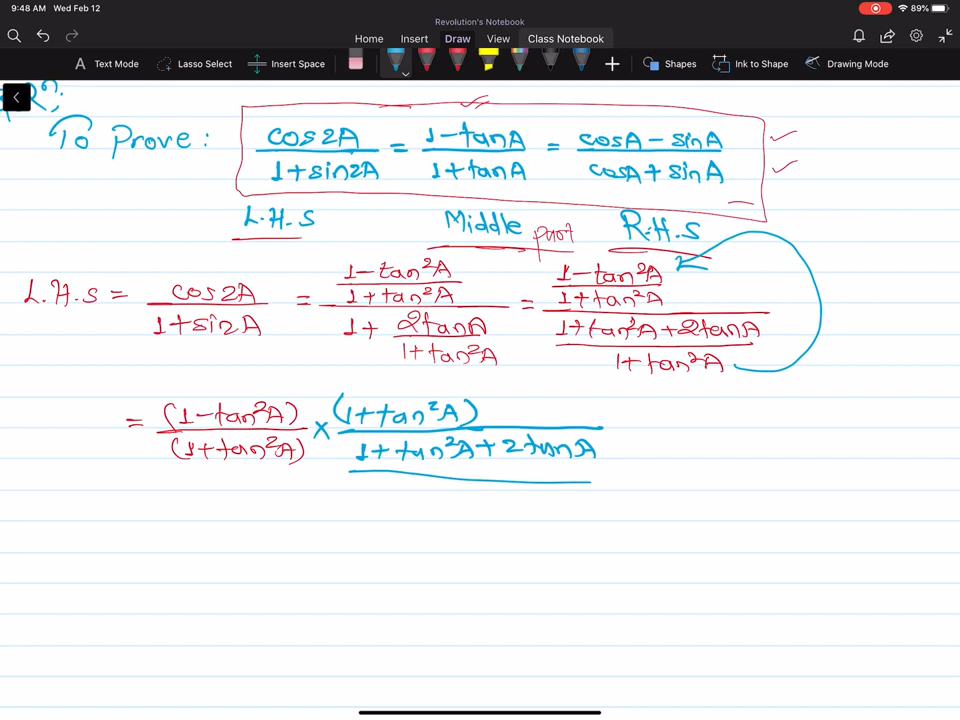 9:48 AM Wed Feb 12
89%
Revolution's Notebook
Home Insert Draw View Class Notebook
Text Mode Lasso Select Insert Space Shapes Ink to Shape Drawing Mode
To Prove: cos2A / 1+sin2A = 1-tanA / 1+tanA = cosA-sinA / cosA+sinA
L.H.S Middle part R.H.S
L.H.S = cos2A / 1+sin2A = ((1-tan²A) / (1+tan²A)) / (1 + 2tanA / (1+tan²A)) = ((1-tan²A) / (1+tan²A)) / ((1+tan²A+2tanA) / (1+tan²A))
= (1-tan²A) / (1+tan²A) × (1+tan²A) / 1+tan²A+2tanA